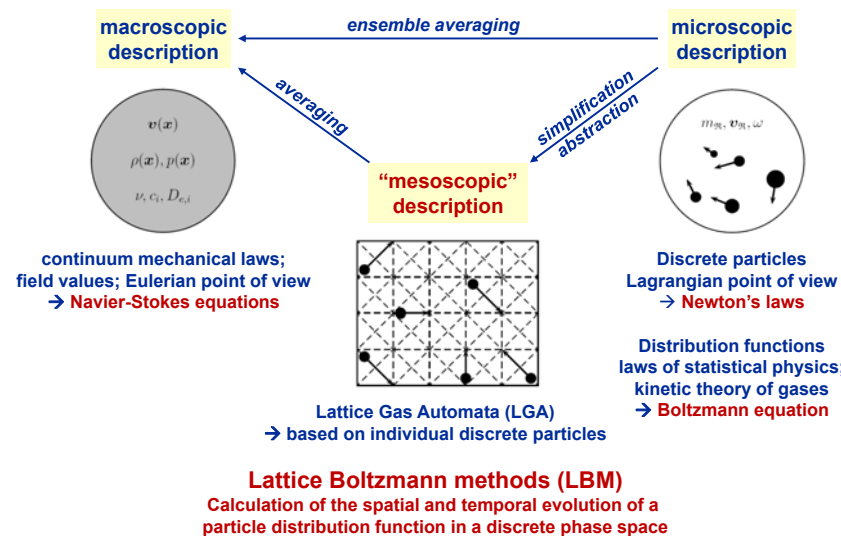 macroscopic
description
ensemble averaging
microscopic
description
averaging
simplification
abstraction
v(x)
ρ(x), p(x)
ν, c_i, D_{e,i}
m_ℜ, v_ℜ, ω
“mesoscopic”
description
continuum mechanical laws;
field values; Eulerian point of view
→ Navier-Stokes equations
Discrete particles
Lagrangian point of view
→ Newton’s laws
Distribution functions
laws of statistical physics;
kinetic theory of gases
→ Boltzmann equation
Lattice Gas Automata (LGA)
→ based on individual discrete particles
Lattice Boltzmann methods (LBM)
Calculation of the spatial and temporal evolution of a
particle distribution function in a discrete phase space